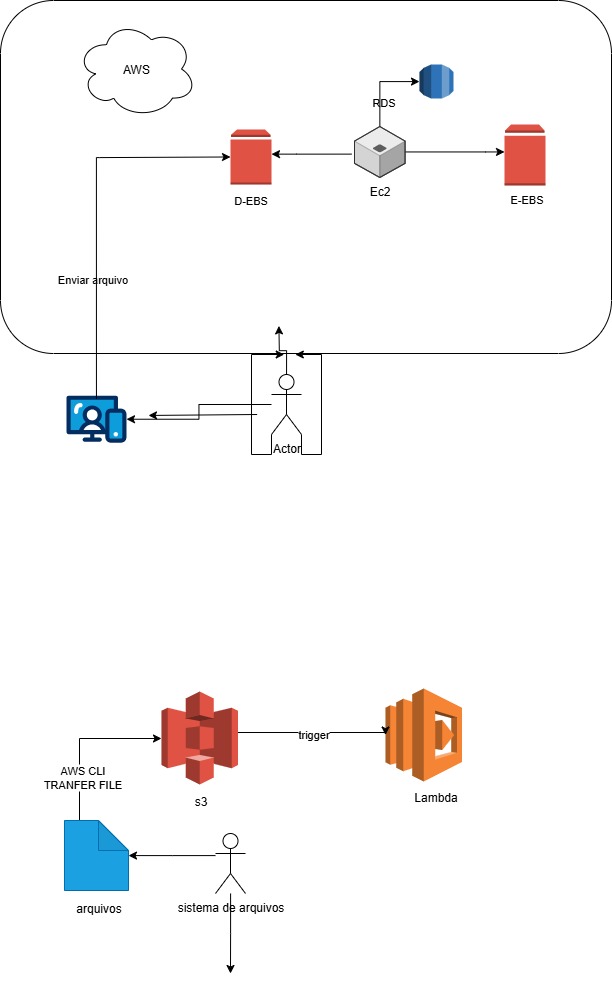 AWS
RDS
Ec2
D-EBS
E-EBS
Enviar arquivo
Actor
trigger
AWS CLI
TRANFER FILE
s3
Lambda
arquivos
sistema de arquivos